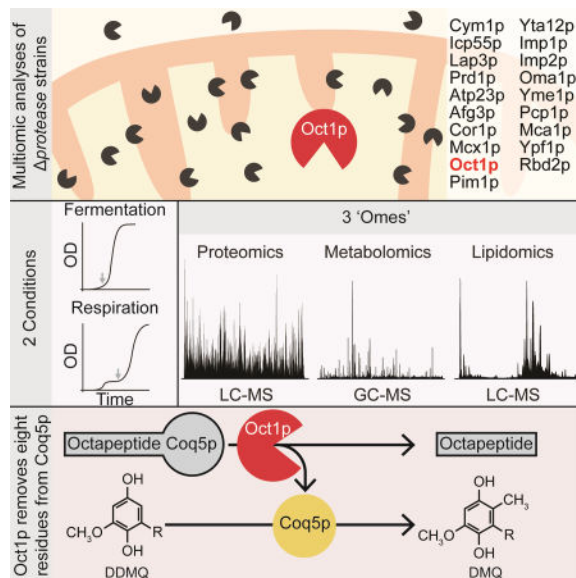 Multiomic analyses of
Δprotease strains
Oct1p
Cym1p
Icp55p
Lap3p
Prd1p
Atp23p
Afg3p
Cor1p
Mcx1p
Oct1p
Pim1p
Yta12p
Imp1p
Imp2p
Oma1p
Yme1p
Pcp1p
Mca1p
Ypf1p
Rbd2p
2 Conditions
Fermentation
OD
Respiration
OD
Time
3 'Omes'
Proteomics
Metabolomics
Lipidomics
LC-MS
GC-MS
LC-MS
Oct1p removes eight
residues from Coq5p
Octapeptide
Coq5p
Oct1p
Octapeptide
OH
CH₃O
R
OH
DDMQ
Coq5p
OH
CH₃
CH₃O
R
OH
DMQ